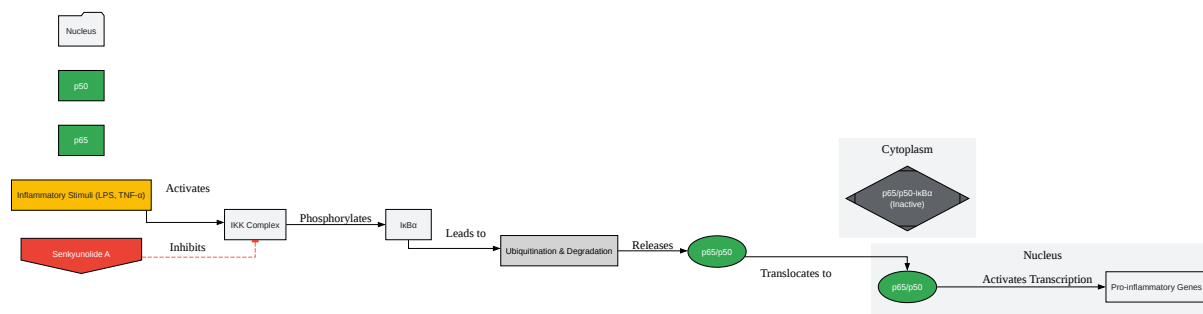 Nucleus
p50
p65
Inflammatory Stimuli (LPS, TNF-α)
Activates
Senkyunolide A
Inhibits
IKK Complex
Phosphorylates
IκBα
Leads to
Ubiquitination & Degradation
Releases
p65/p50
Translocates to
Cytoplasm
p65/p50-IκBα
(Inactive)
Nucleus
p65/p50
Activates Transcription
Pro-inflammatory Genes